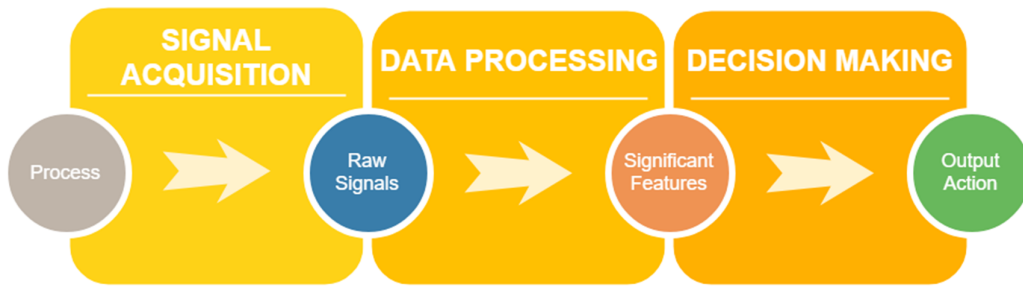 SIGNAL
ACQUISITION
DATA PROCESSING
DECISION MAKING
Process
Raw
Signals
Significant
Features
Output
Action